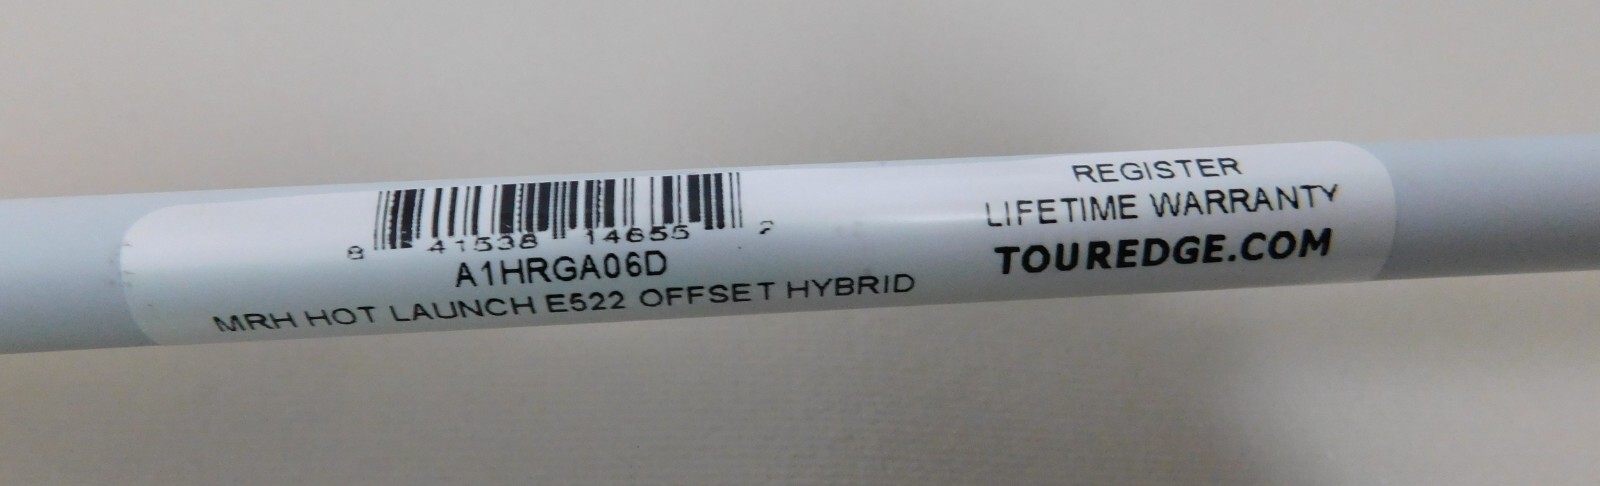 8 41538 14655 2
A1HRGA06D
MRH HOT LAUNCH E522 OFFSET HYBRID
REGISTER
LIFETIME WARRANTY
TOUREDGE.COM